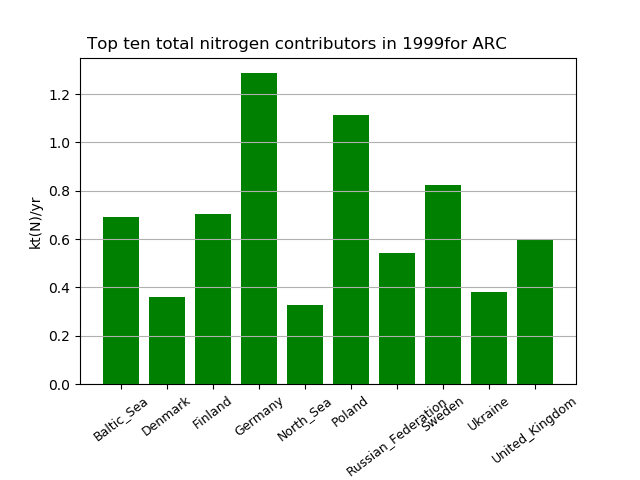 Top ten total nitrogen contributors in 1999for ARC
kt(N)/yr
1.2
1.0
0.8
0.6
0.4
0.2
0.0
Baltic_Sea
Denmark
Finland
Germany
North_Sea
Poland
Russian_Federation
Sweden
Ukraine
United_Kingdom